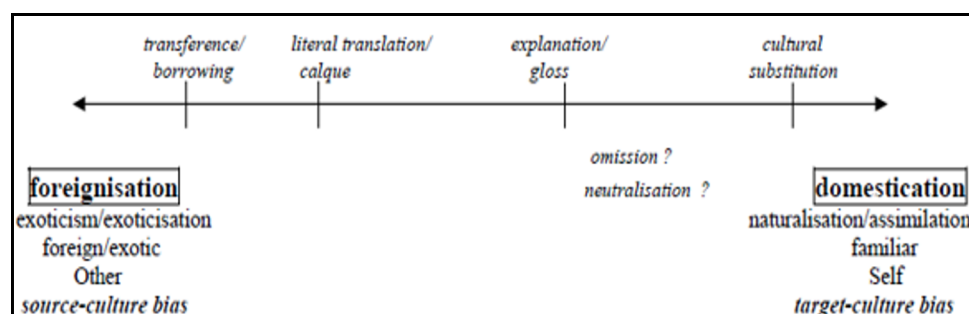 transference/
borrowing
literal translation/
calque
explanation/
gloss
cultural
substitution
omission ?
neutralisation ?
foreignisation
exoticism/exoticisation
foreign/exotic
Other
source-culture bias
domestication
naturalisation/assimilation
familiar
Self
target-culture bias